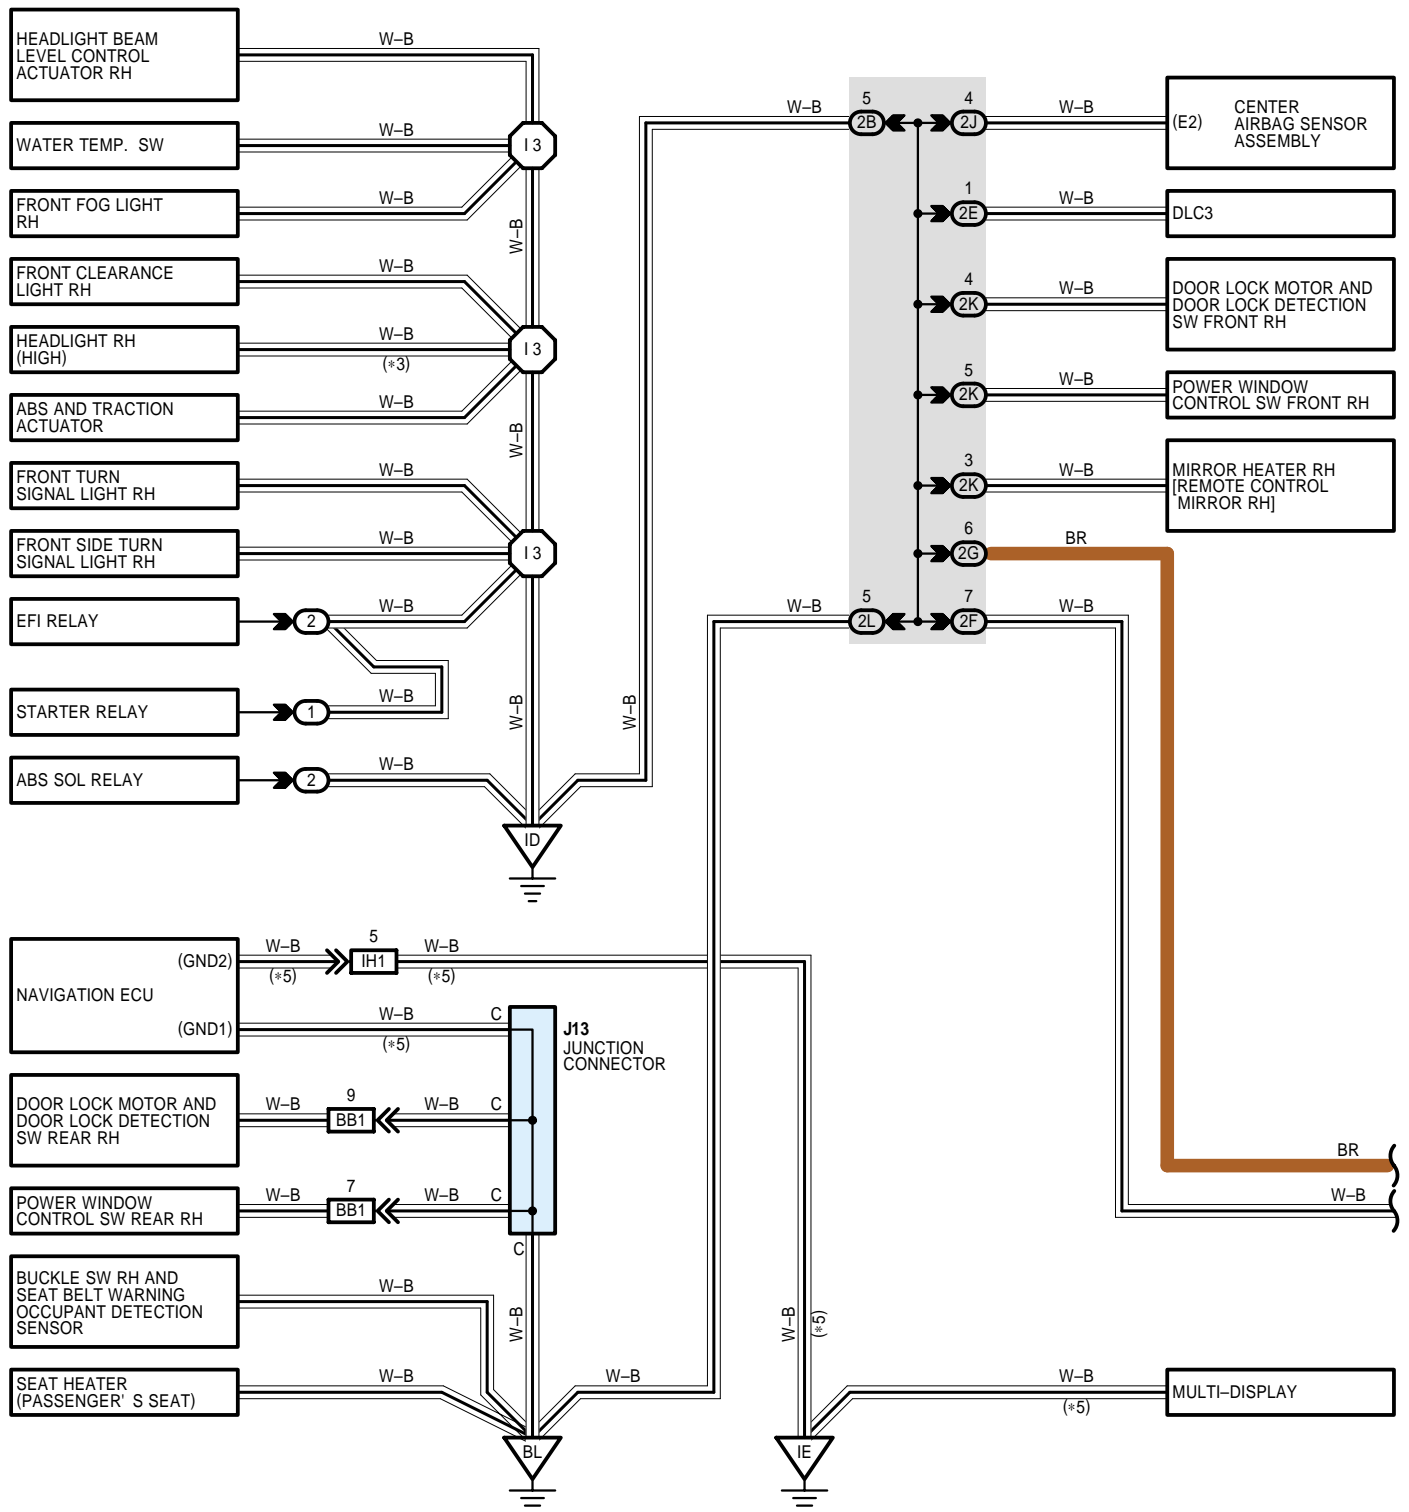 HEADLIGHT BEAM
LEVEL CONTROL
ACTUATOR RH
W–B
WATER TEMP. SW
W–B
I 3
FRONT FOG LIGHT
RH
W–B
W–B
FRONT CLEARANCE
LIGHT RH
W–B
HEADLIGHT RH
(HIGH)
W–B
(*3)
I 3
ABS AND TRACTION
ACTUATOR
W–B
W–B
FRONT TURN
SIGNAL LIGHT RH
W–B
FRONT SIDE TURN
SIGNAL LIGHT RH
W–B
I 3
EFI RELAY
2
W–B
STARTER RELAY
1
W–B
W–B
W–B
ABS SOL RELAY
2
W–B
ID
W–B
5
2B
4
2J
W–B
(E2)
CENTER
AIRBAG SENSOR
ASSEMBLY
1
2E
W–B
DLC3
4
2K
W–B
DOOR LOCK MOTOR AND
DOOR LOCK DETECTION
SW FRONT RH
5
2K
W–B
POWER WINDOW
CONTROL SW FRONT RH
3
2K
W–B
MIRROR HEATER RH
[REMOTE CONTROL
MIRROR RH]
6
2G
BR
W–B
5
2L
7
2F
W–B
NAVIGATION ECU
(GND2)
W–B
(*5)
5
IH1
W–B
(*5)
(GND1)
W–B
(*5)
C
J13
JUNCTION
CONNECTOR
DOOR LOCK MOTOR AND
DOOR LOCK DETECTION
SW REAR RH
W–B
9
BB1
W–B
C
POWER WINDOW
CONTROL SW REAR RH
W–B
7
BB1
W–B
C
C
BR
W–B
BUCKLE SW RH AND
SEAT BELT WARNING
OCCUPANT DETECTION
SENSOR
W–B
W–B
W–B
(*5)
SEAT HEATER
(PASSENGER' S SEAT)
W–B
W–B
BL
IE
W–B
(*5)
MULTI–DISPLAY